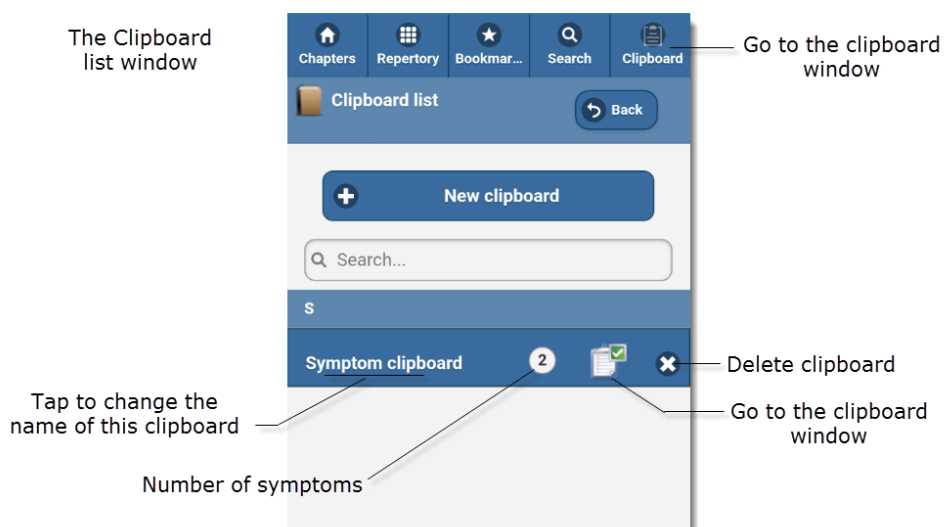 The Clipboard
list window
Chapters Repertory Bookmar... Search Clipboard
Go to the clipboard
window
Clipboard list
Back
New clipboard
Search...
S
Symptom clipboard 2
Delete clipboard
Tap to change the
name of this clipboard
Go to the clipboard
window
Number of symptoms